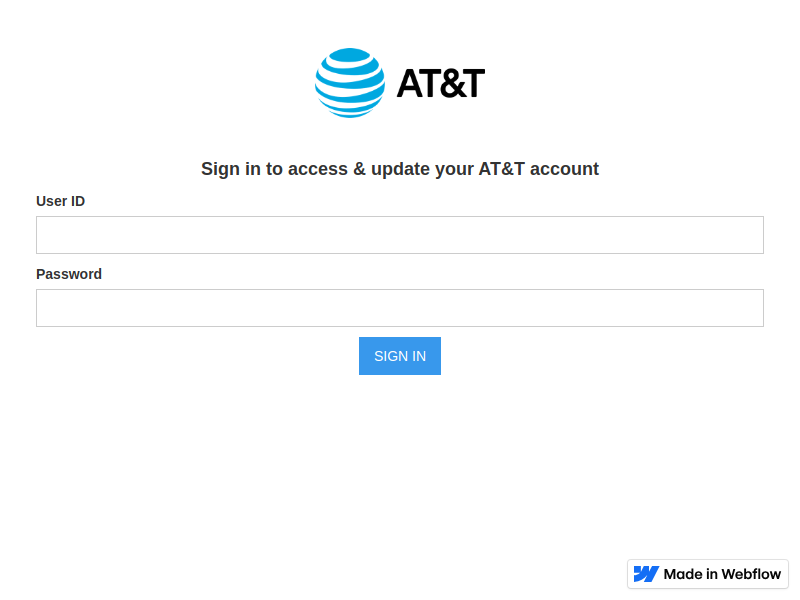 AT&T
Sign in to access & update your AT&T account
User ID
Password
SIGN IN
Made in Webflow